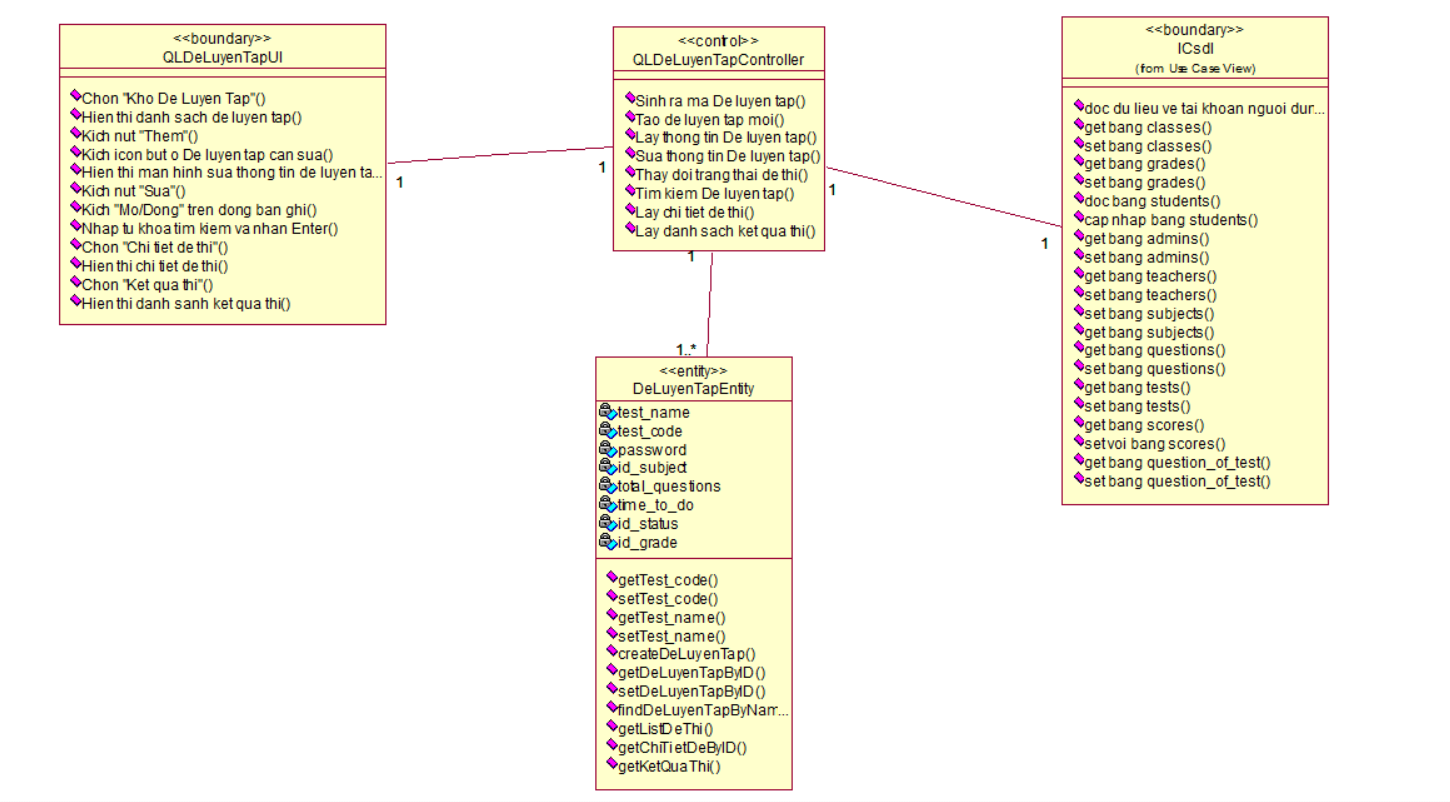 <<boundary>>
QLDeLuyenTapUI
Chon "Kho De Luyen Tap"()
Hien thi danh sach de luyen tap()
Kich nut "Them"()
Kich icon but o De luyen tap can sua()
Hien thi man hinh sua thong tin de luyen ta...
Kich nut "Sua"()
Kich "Mo/Dong" tren dong ban ghi()
Nhap tu khoa tim kiem va nhan Enter()
Chon "Chi tiet de thi"()
Hien thi chi tiet de thi()
Chon "Ket qua thi"()
Hien thi danh sanh ket qua thi()
1
1
<<control>>
QLDeLuyenTapController
Sinh ra ma De luyen tap()
Tao de luyen tap moi()
Lay thong tin De luyen tap()
Sua thong tin De luyen tap()
Thay doi trang thai de thi()
Tim kiem De luyen tap()
Lay chi tiet de thi()
Lay danh sach ket qua thi()
1
1
1
1..*
<<entity>>
DeLuyenTapEntity
test_name
test_code
password
id_subject
total_questions
time_to_do
id_status
id_grade
getTest_code()
setTest_code()
getTest_name()
setTest_name()
createDeLuyenTap()
getDeLuyenTapByID()
setDeLuyenTapByID()
findDeLuyenTapByNam...
getListDeThi()
getChiTietDeByID()
getKetQuaThi()
<<boundary>>
ICsdl
(from Use Case View)
doc du lieu ve tai khoan nguoi dun...
get bang classes()
set bang classes()
get bang grades()
set bang grades()
doc bang students()
cap nhap bang students()
get bang admins()
set bang admins()
get bang teachers()
set bang teachers()
set bang subjects()
get bang subjects()
get bang questions()
set bang questions()
get bang tests()
set bang tests()
get bang scores()
set voi bang scores()
get bang question_of_test()
set bang question_of_test()